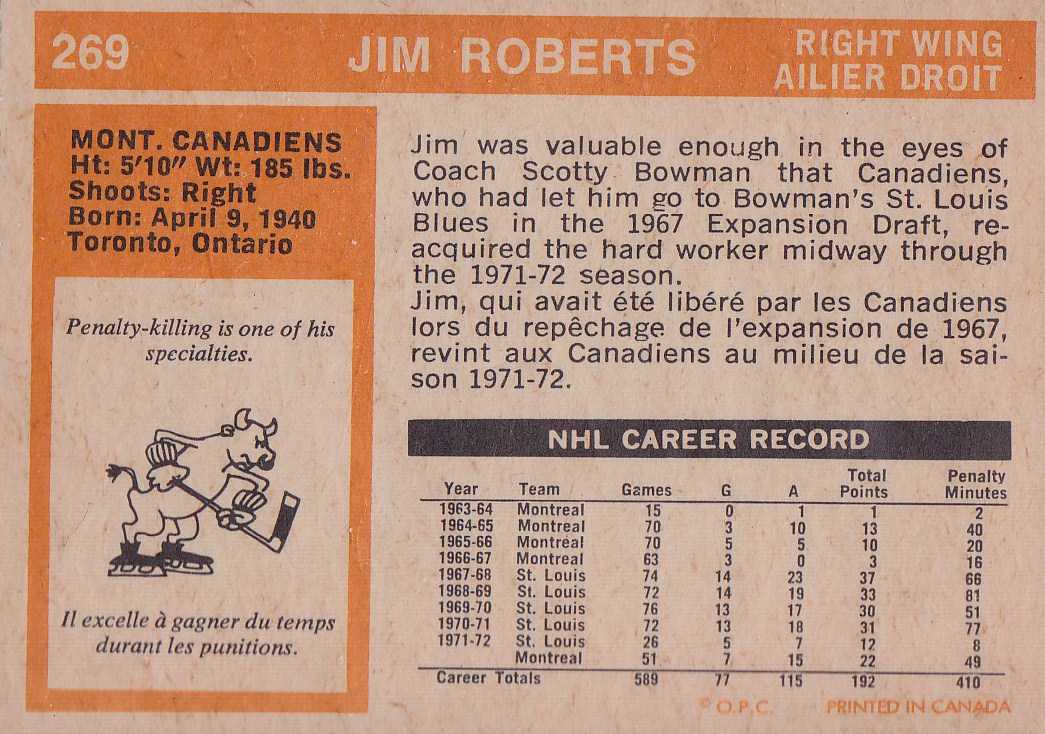 269 JIM ROBERTS RIGHT WING
AILIER DROIT
MONT. CANADIENS
Ht: 5'10" Wt: 185 lbs.
Shoots: Right
Born: April 9, 1940
Toronto, Ontario
Penalty-killing is one of his
specialties.
Il excelle à gagner du temps
durant les punitions.
Jim was valuable enough in the eyes of
Coach Scotty Bowman that Canadiens,
who had let him go to Bowman's St. Louis
Blues in the 1967 Expansion Draft, re-
acquired the hard worker midway through
the 1971-72 season.
Jim, qui avait été libéré par les Canadiens
lors du repêchage de l'expansion de 1967,
revint aux Canadiens au milieu de la sai-
son 1971-72.
NHL CAREER RECORD
Year Team Games G A Total Points Penalty Minutes
1963-64 Montreal 15 0 1 1 2
1964-65 Montreal 70 3 10 13 40
1965-66 Montreal 70 5 5 10 20
1966-67 Montreal 63 3 0 3 16
1967-68 St. Louis 74 14 23 37 66
1968-69 St. Louis 72 14 19 33 81
1969-70 St. Louis 76 13 17 30 51
1970-71 St. Louis 72 13 18 31 77
1971-72 St. Louis 26 5 7 12 8
Montreal 51 7 15 22 49
Career Totals 589 77 115 192 410
© O.P.C. PRINTED IN CANADA